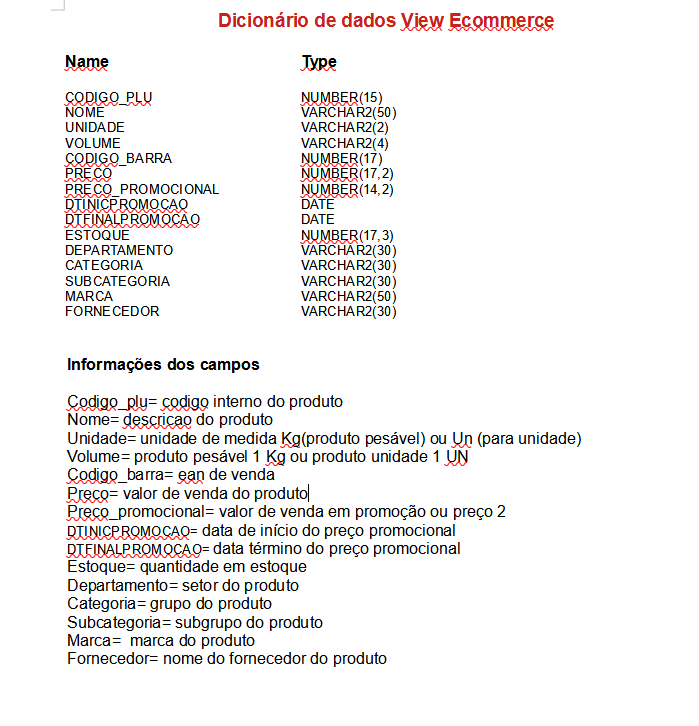 Dicionário de dados View Ecommerce
Name Type
CODIGO_PLU NUMBER(15)
NOME VARCHAR2(50)
UNIDADE VARCHAR2(2)
VOLUME VARCHAR2(4)
CODIGO_BARRA NUMBER(17)
PRECO NUMBER(17,2)
PRECO_PROMOCIONAL NUMBER(14,2)
DTINICPROMOCAO DATE
DTFINALPROMOCAO DATE
ESTOQUE NUMBER(17,3)
DEPARTAMENTO VARCHAR2(30)
CATEGORIA VARCHAR2(30)
SUBCATEGORIA VARCHAR2(30)
MARCA VARCHAR2(50)
FORNECEDOR VARCHAR2(30)
Informações dos campos
Codigo_plu= codigo interno do produto
Nome= descricao do produto
Unidade= unidade de medida Kg(produto pesável) ou Un (para unidade)
Volume= produto pesável 1 Kg ou produto unidade 1 UN
Codigo_barra= ean de venda
Preco= valor de venda do produto
Preco_promocional= valor de venda em promoção ou preço 2
DTINICPROMOCAO= data de início do preço promocional
DTFINALPROMOCAO= data término do preço promocional
Estoque= quantidade em estoque
Departamento= setor do produto
Categoria= grupo do produto
Subcategoria= subgrupo do produto
Marca=  marca do produto
Fornecedor= nome do fornecedor do produto